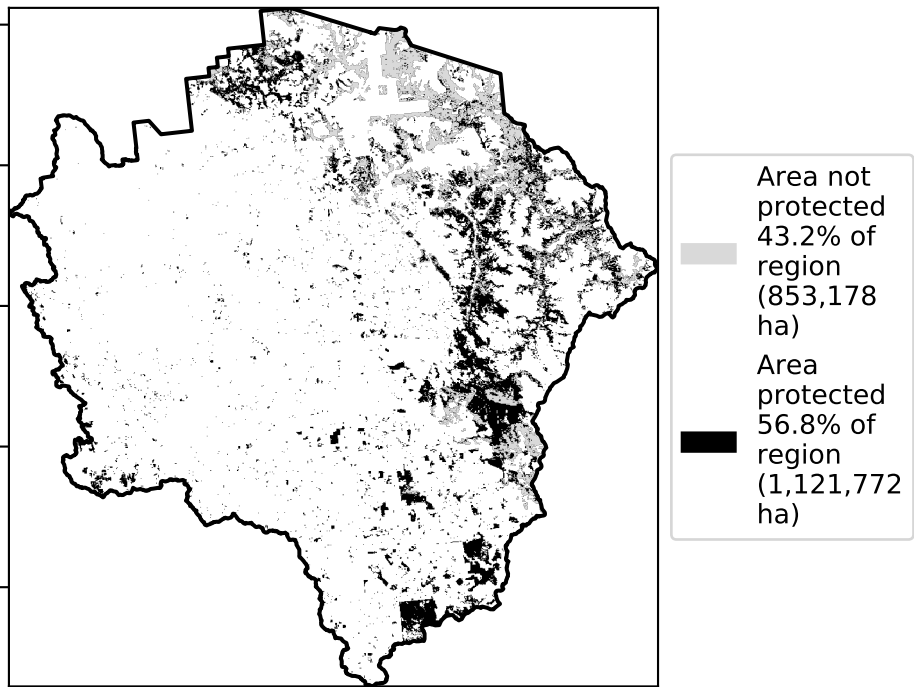 Area not
protected
43.2% of
region
(853,178
ha)
Area
protected
56.8% of
region
(1,121,772
ha)